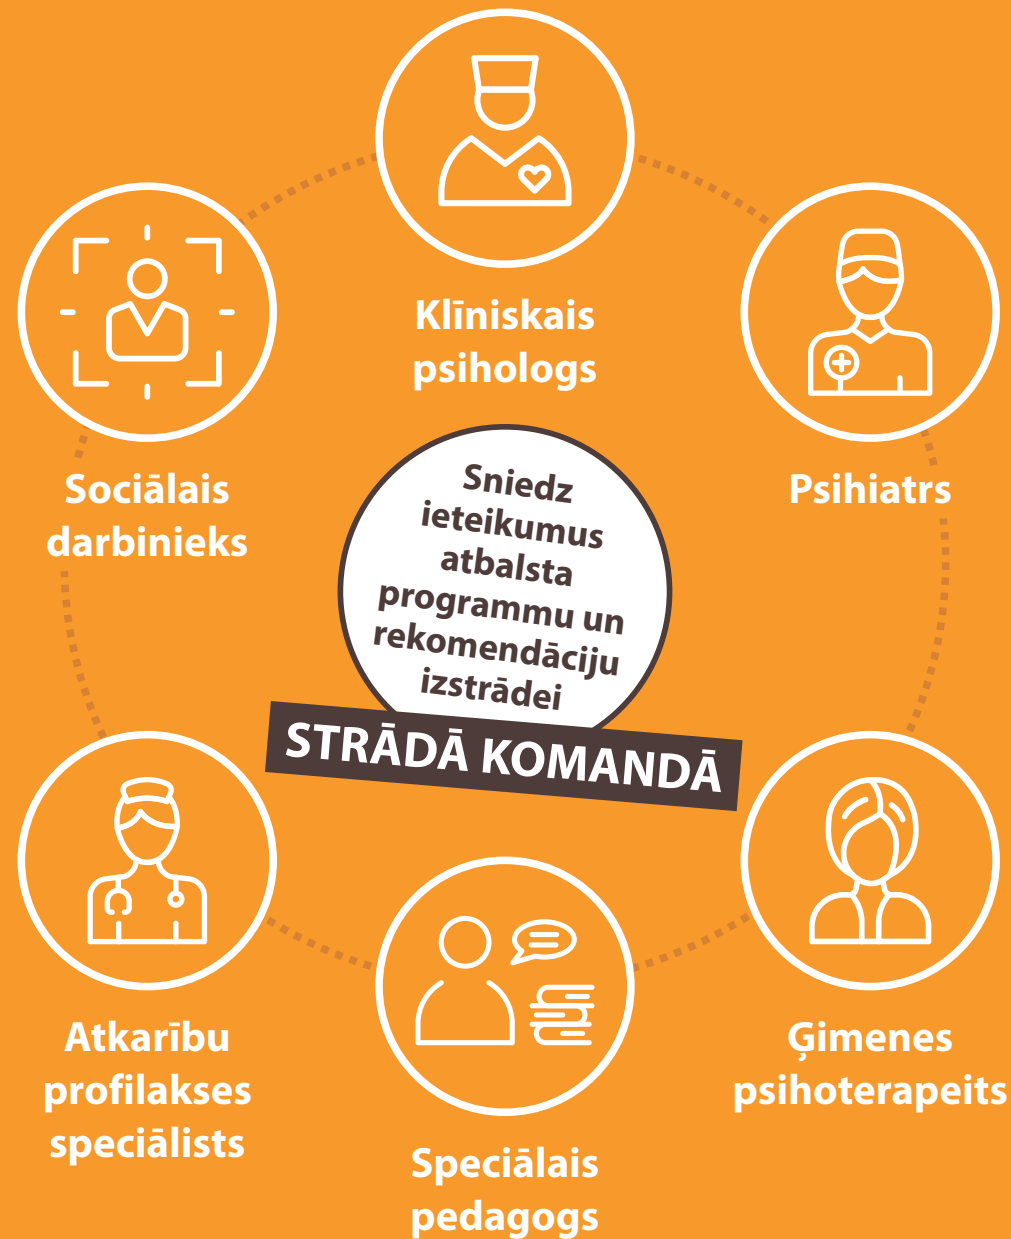 Klīniskais
psihologs
Sociālais
darbinieks
Psihiatrs
Sniedz
ieteikumus
atbalsta
programmu un
rekomendāciju
izstrādei
STRĀDĀ KOMANDĀ
Atkarību
profilakses
speciālists
Ģimenes
psihoterapeits
Speciālais
pedagogs